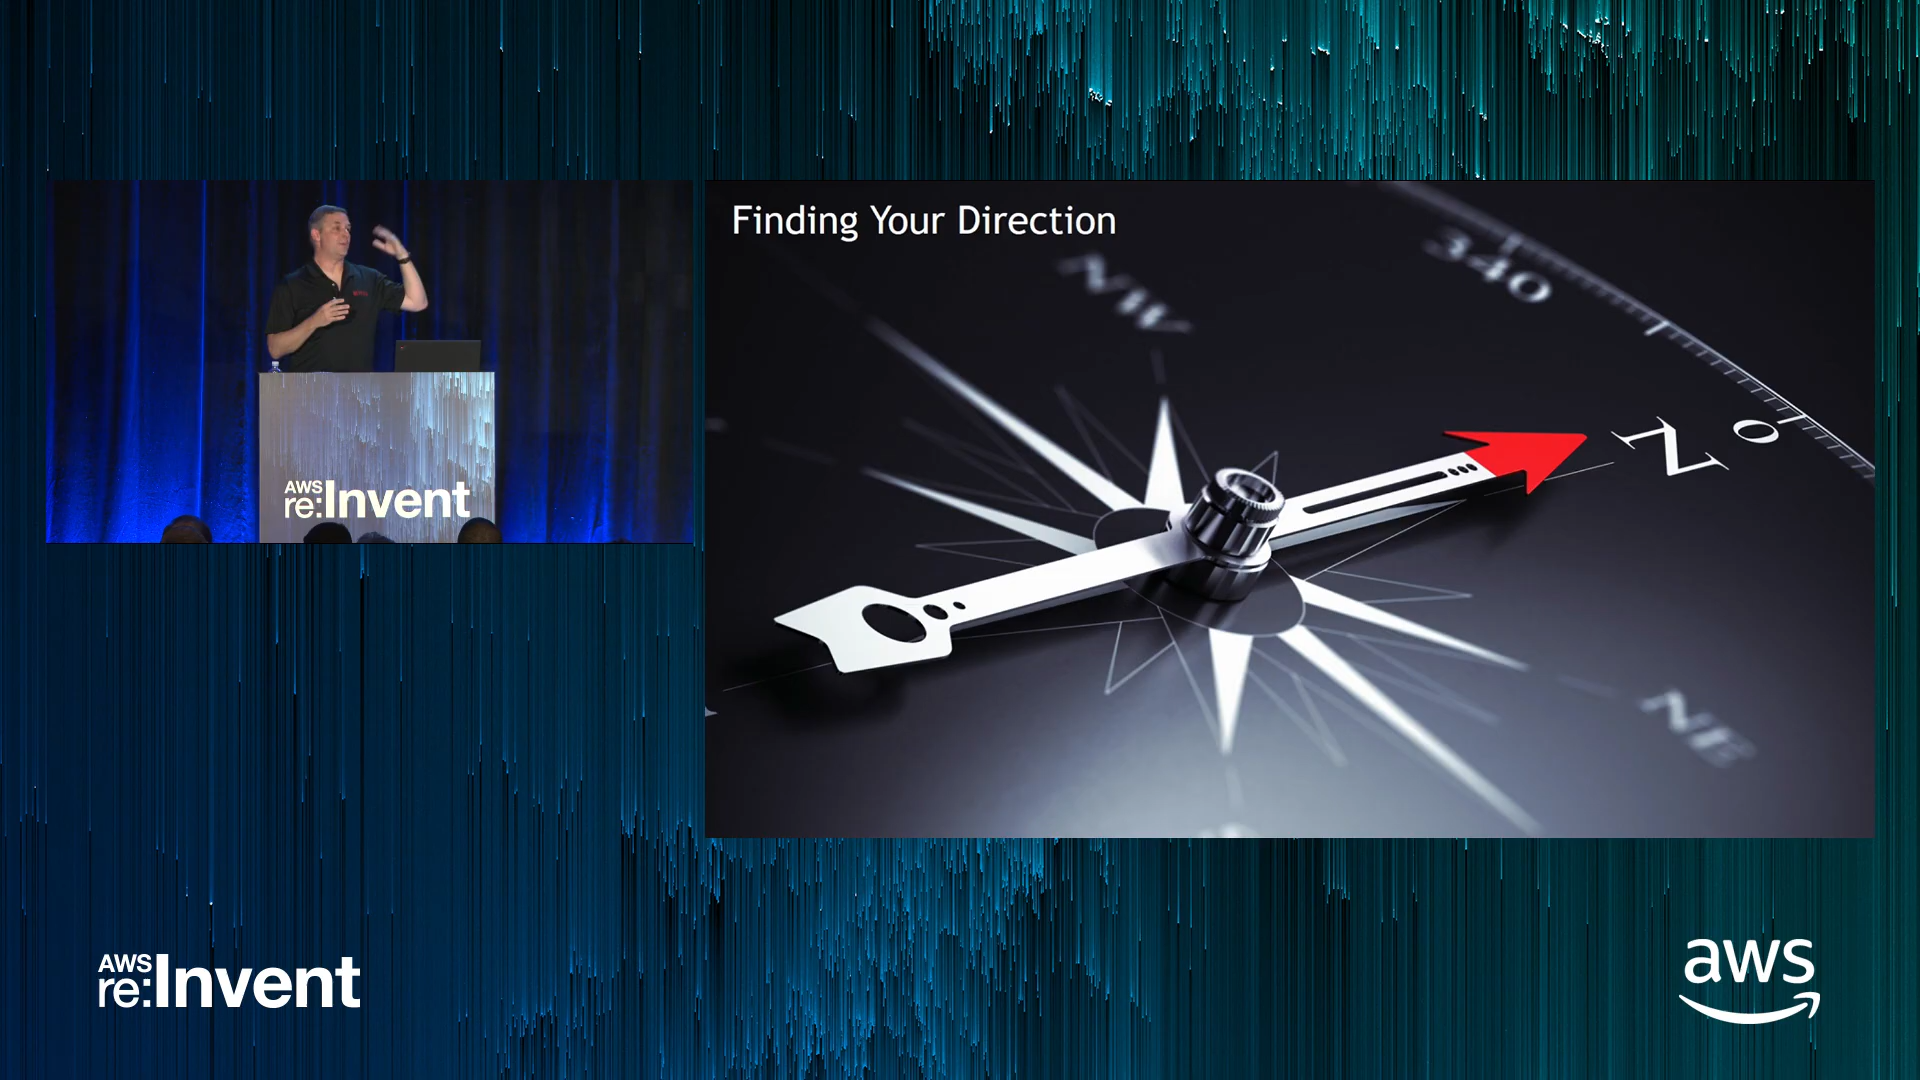 Finding Your Direction
NW
340
N
0
NE
AWS
re:Invent
AWS
re:Invent
aws